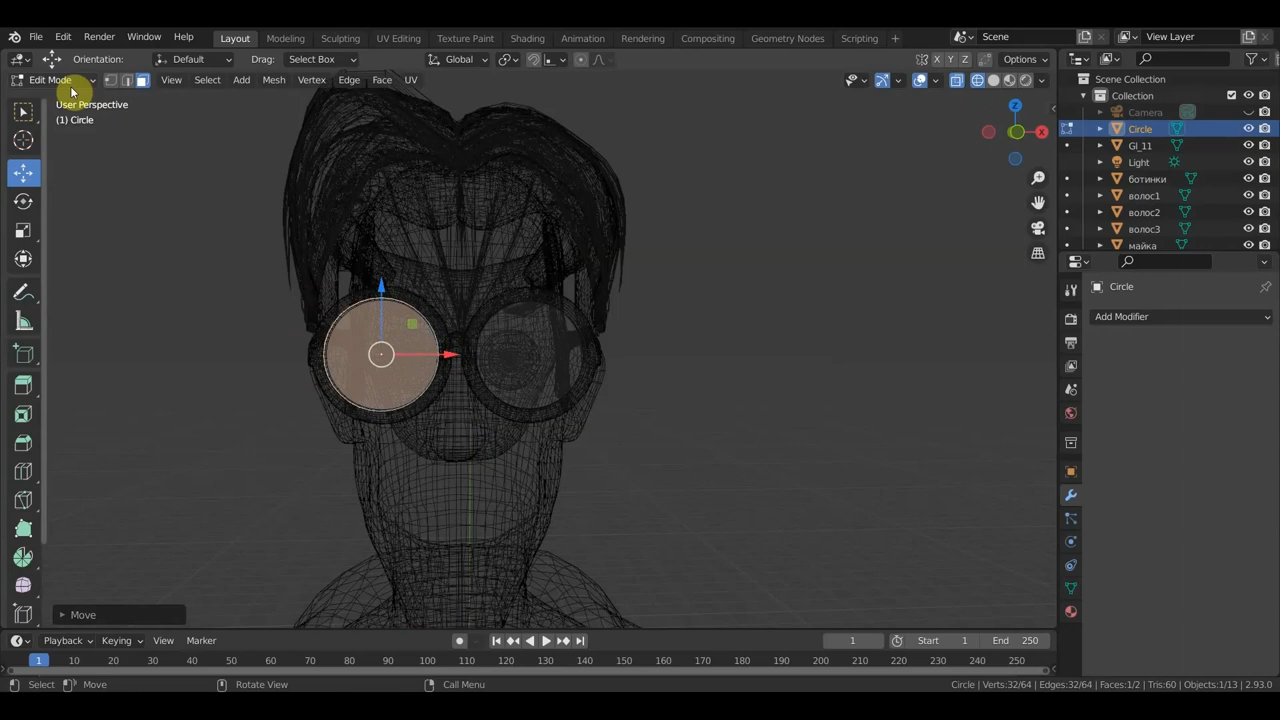 File Edit Render Window Help Layout Modeling Sculpting UV Editing Texture Paint Shading Animation Rendering Compositing Geometry Nodes Scripting Scene View Layer
Orientation: Default Drag: Select Box Global X Y Z Options
Edit Mode View Select Add Mesh Vertex Edge Face UV
User Perspective
(1) Circle
Z
X
Scene Collection
Collection
Camera
Circle
Gl_11
Light
ботинки
волос1
волос2
волос3
майка
Circle
Add Modifier
Move
Playback Keying View Marker 1 Start 1 End 250
1 10 20 30 40 50 60 70 80 90 100 110 120 130 140 150 160 170 180 190 200 210 220 230 240 250
Select Move Rotate View Call Menu Circle | Verts:32/64 | Edges:32/64 | Faces:1/2 | Tris:60 | Objects:1/13 | 2.93.0